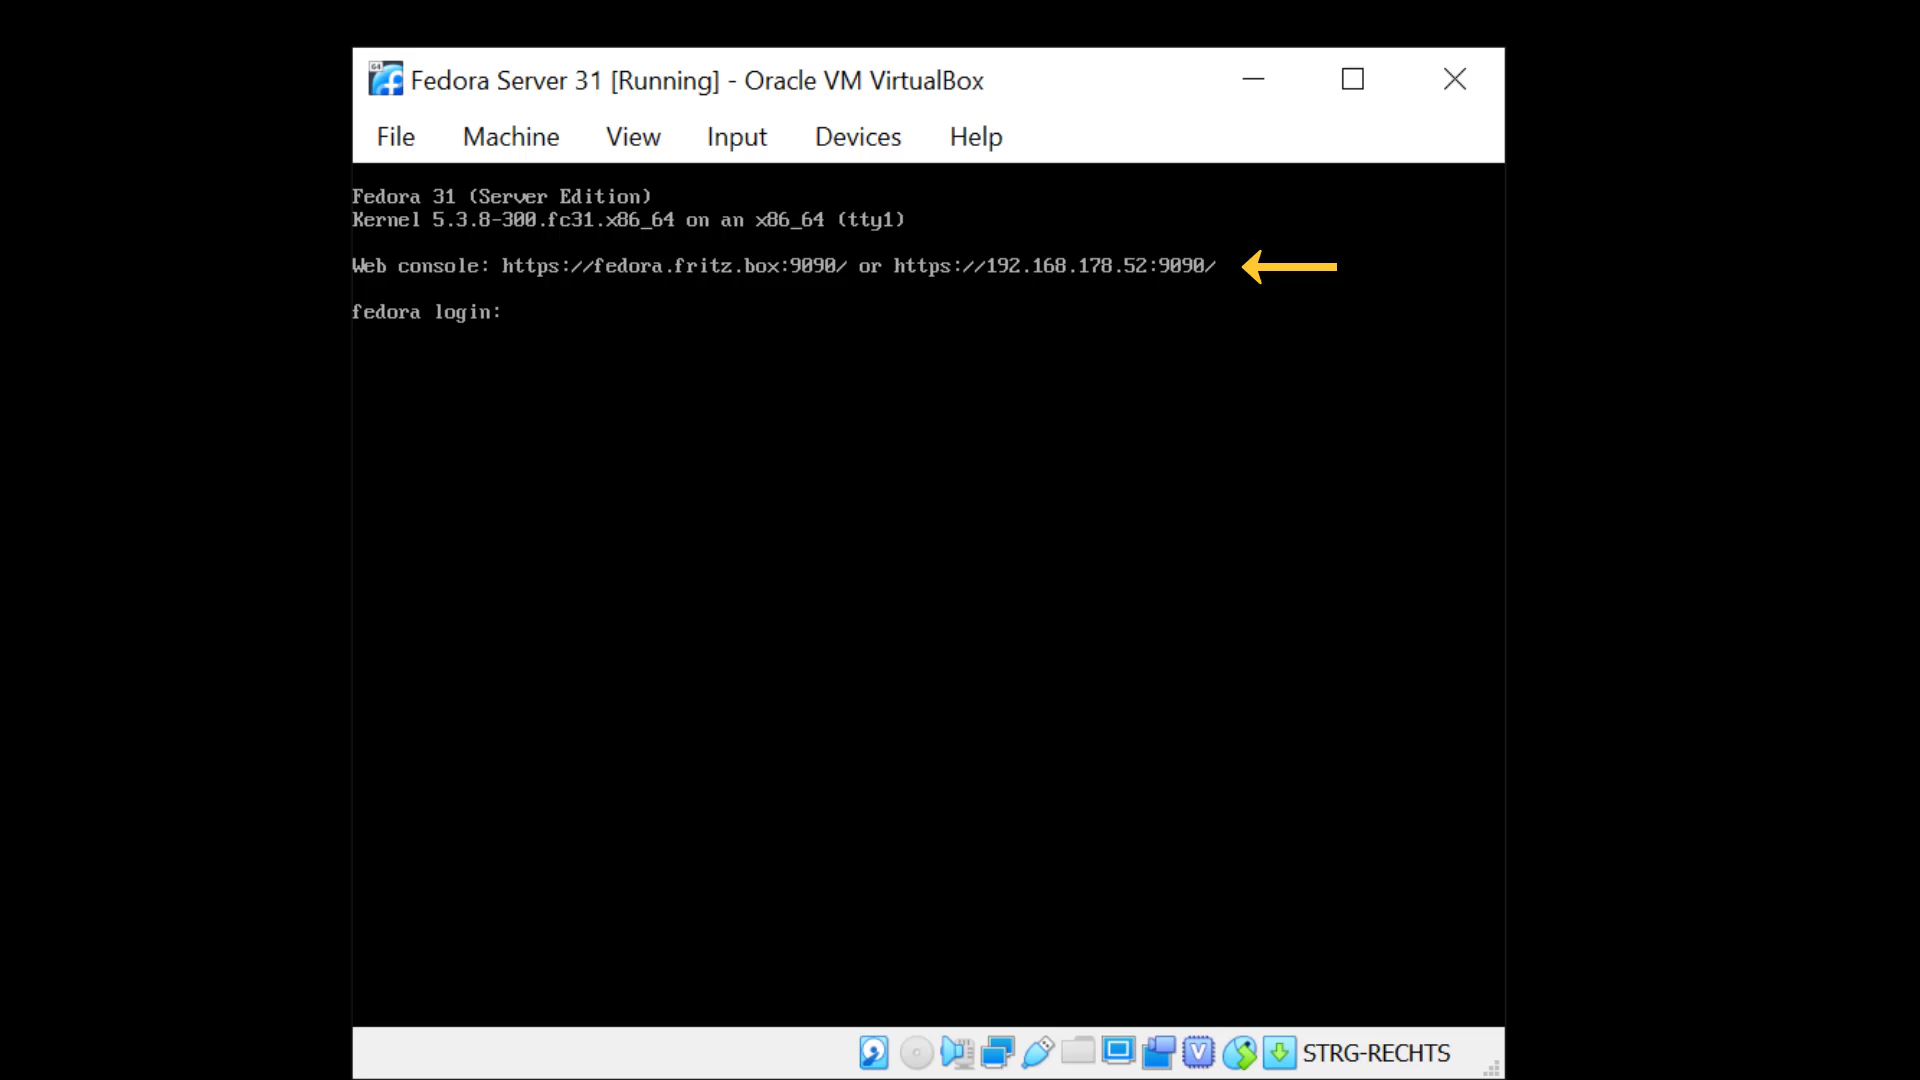 Fedora Server 31 [Running] - Oracle VM VirtualBox
File Machine View Input Devices Help
Fedora 31 (Server Edition)
Kernel 5.3.8-300.fc31.x86_64 on an x86_64 (tty1)
Web console: https://fedora.fritz.box:9090/ or https://192.168.178.52:9090/
fedora login:
STRG-RECHTS